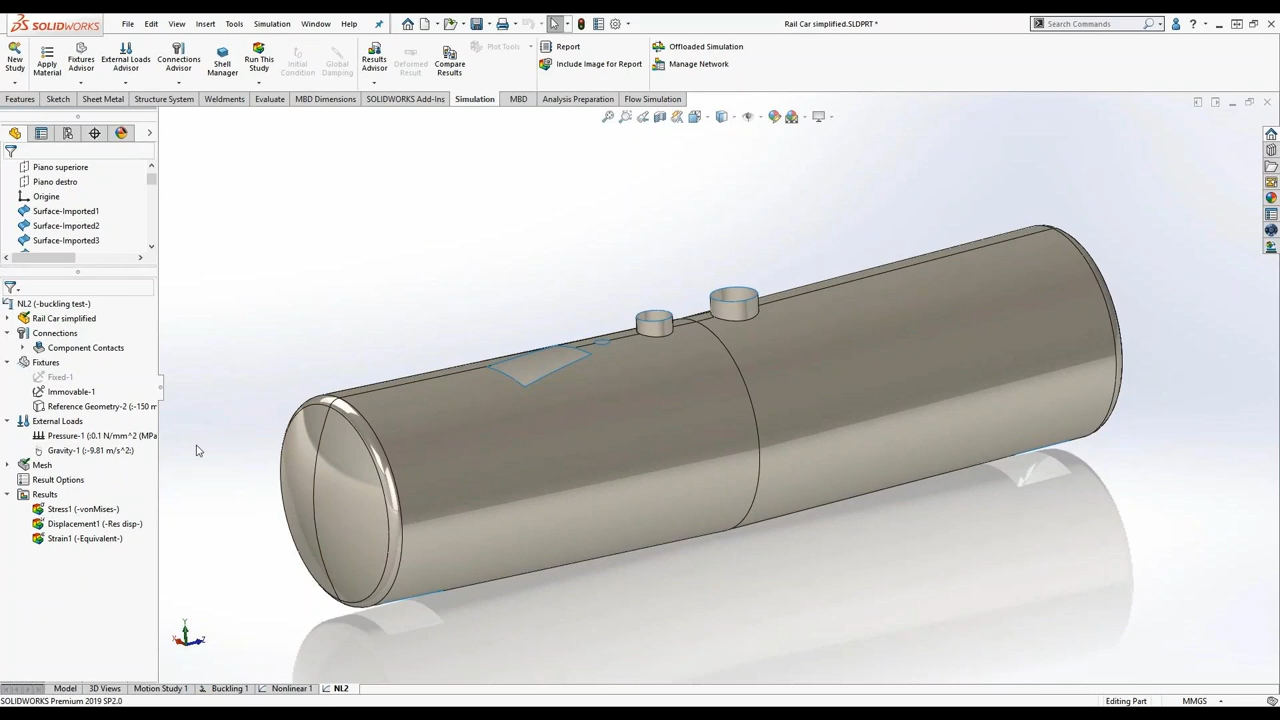 SOLIDWORKS File Edit View Insert Tools Simulation Window Help Rail Car simplified.SLDPRT * Search Commands
New Study
Apply Material
Fixtures Advisor
External Loads Advisor
Connections Advisor
Shell Manager
Run This Study
Initial Condition
Global Damping
Results Advisor
Deformed Result
Compare Results
Plot Tools
Report
Include Image for Report
Offloaded Simulation
Manage Network
Features Sketch Sheet Metal Structure System Weldments Evaluate MBD Dimensions SOLIDWORKS Add-Ins Simulation MBD Analysis Preparation Flow Simulation
Piano superiore
Piano destro
Origine
Surface-Imported1
Surface-Imported2
Surface-Imported3
NL2 (-buckling test-)
Rail Car simplified
Connections
Component Contacts
Fixtures
Fixed-1
Immovable-1
Reference Geometry-2 (:-150 m
External Loads
Pressure-1 (:0.1 N/mm^2 (MPa
Gravity-1 (:-9.81 m/s^2:)
Mesh
Result Options
Results
Stress1 (-vonMises-)
Displacement1 (-Res disp-)
Strain1 (-Equivalent-)
Y
X
Z
Model 3D Views Motion Study 1 Buckling 1 Nonlinear 1 NL2
SOLIDWORKS Premium 2019 SP2.0 Editing Part MMGS